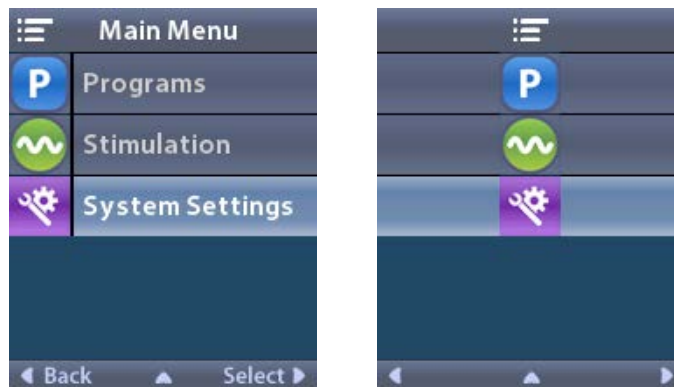 Main Menu
P Programs
Stimulation
System Settings
Back Select
P